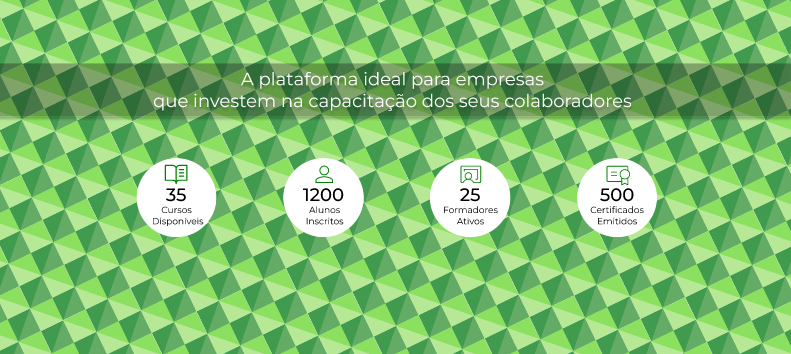 A plataforma ideal para empresas
que investem na capacitação dos seus colaboradores
35
Cursos
Disponíveis
1200
Alunos
Inscritos
25
Formadores
Ativos
500
Certificados
Emitidos